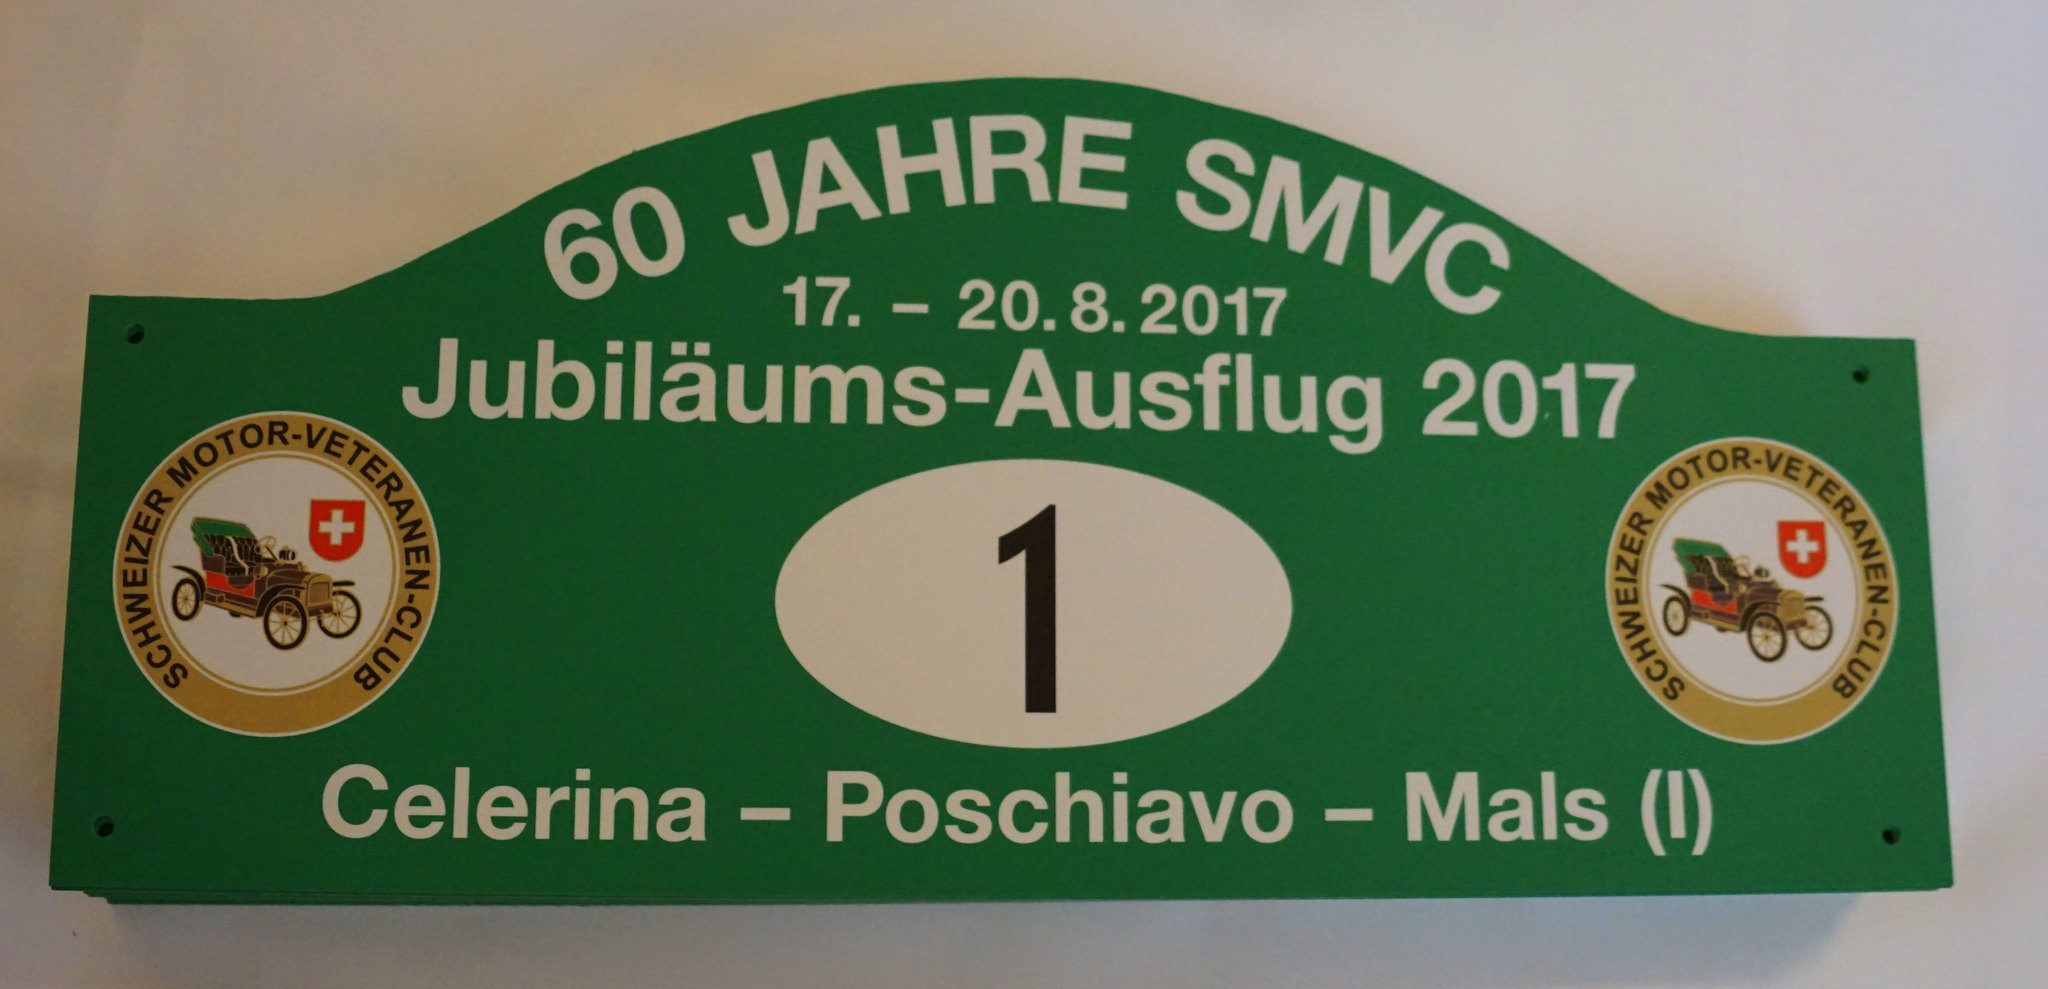 60 JAHRE SMVC
17. – 20. 8. 2017
Jubiläums-Ausflug 2017
SCHWEIZER MOTOR-VETERANEN-CLUB
1
SCHWEIZER MOTOR-VETERANEN-CLUB
Celerina – Poschiavo – Mals (I)